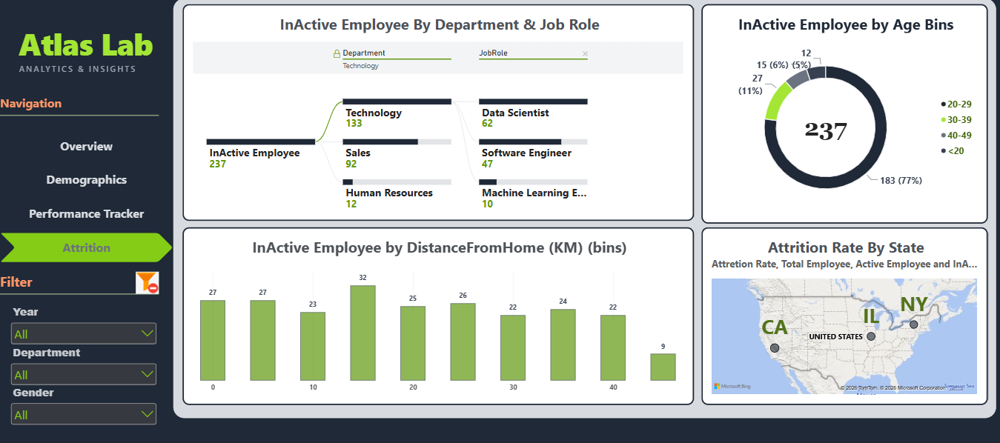 Atlas Lab
ANALYTICS & INSIGHTS
Navigation
Overview
Demographics
Performance Tracker
Attrition
Filter
Year
All
Department
All
Gender
All
InActive Employee By Department & Job Role
Department
JobRole
Technology
InActive Employee
237
Technology
133
Sales
92
Human Resources
12
Data Scientist
62
Software Engineer
47
Machine Learning E...
10
InActive Employee by Age Bins
12
(5%)
15 (6%)
27
(11%)
237
183 (77%)
20-29
30-39
40-49
<20
InActive Employee by DistanceFromHome (KM) (bins)
27
27
23
32
25
26
22
24
22
9
0
10
20
30
40
Attrition Rate By State
Attretion Rate, Total Employee, Active Employee and InA...
CA
IL
NY
UNITED STATES
Microsoft Bing
© 2026 TomTom, © 2026 Microsoft Corporation